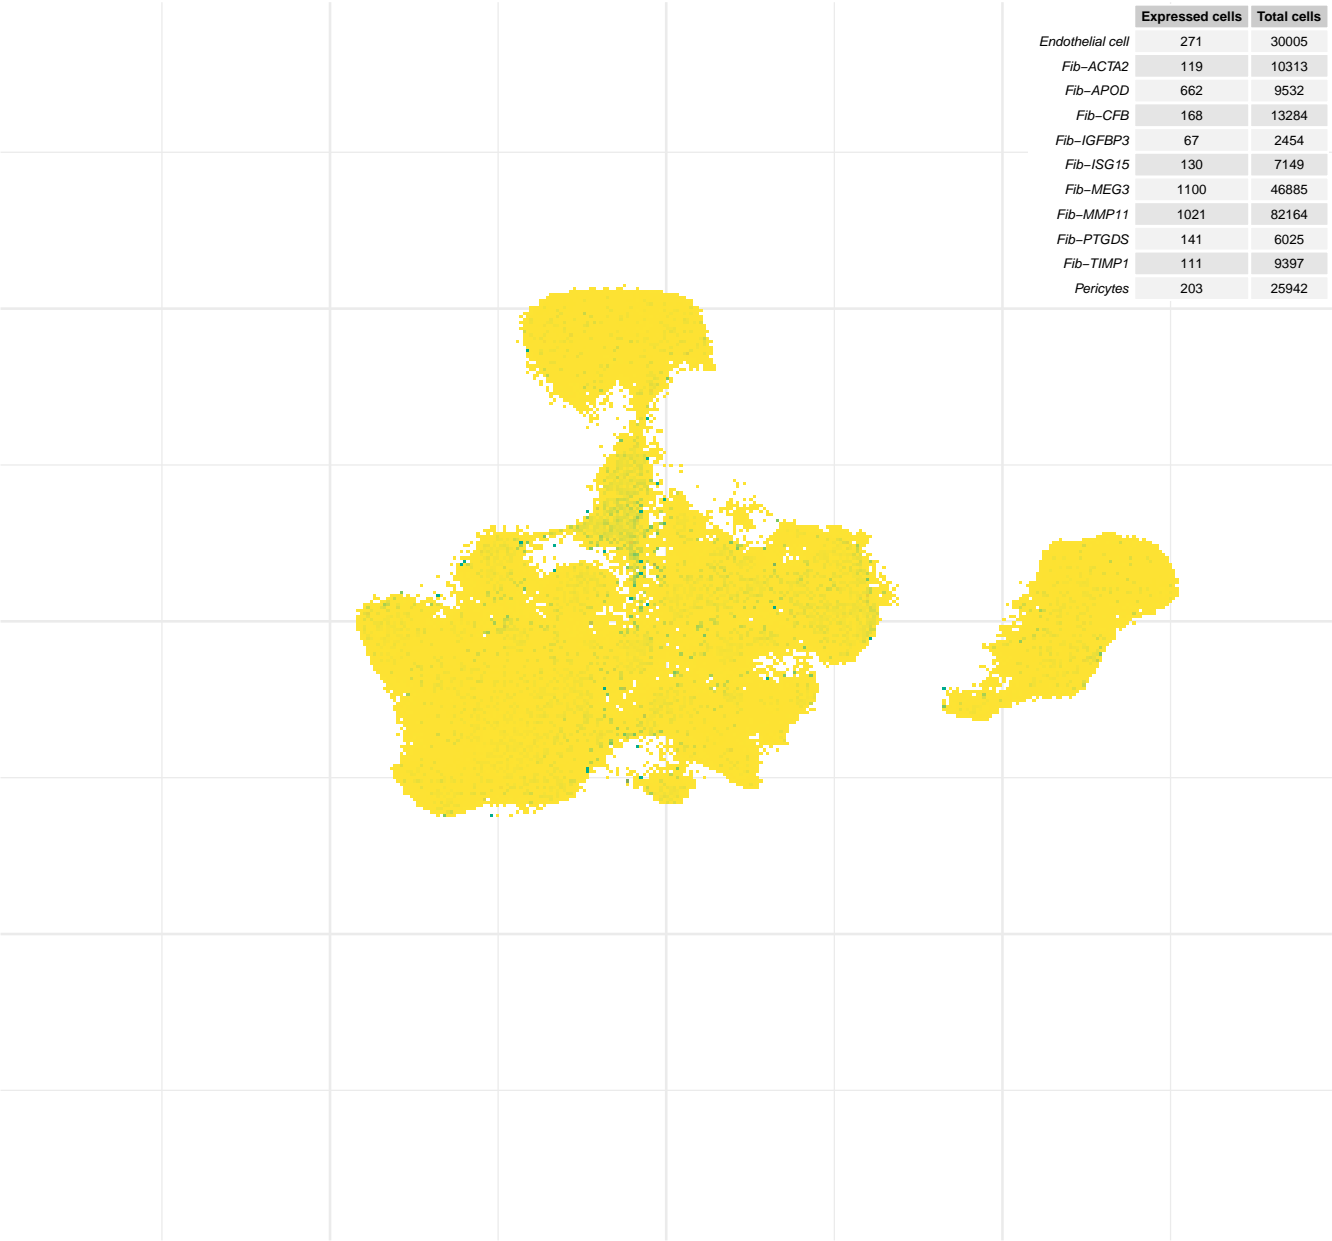 Expressed cells Total cells
Endothelial cell 271 30005
Fib−ACTA2 119 10313
Fib−APOD 662 9532
Fib−CFB 168 13284
Fib−IGFBP3 67 2454
Fib−ISG15 130 7149
Fib−MEG3 1100 46885
Fib−MMP11 1021 82164
Fib−PTGDS 141 6025
Fib−TIMP1 111 9397
Pericytes 203 25942